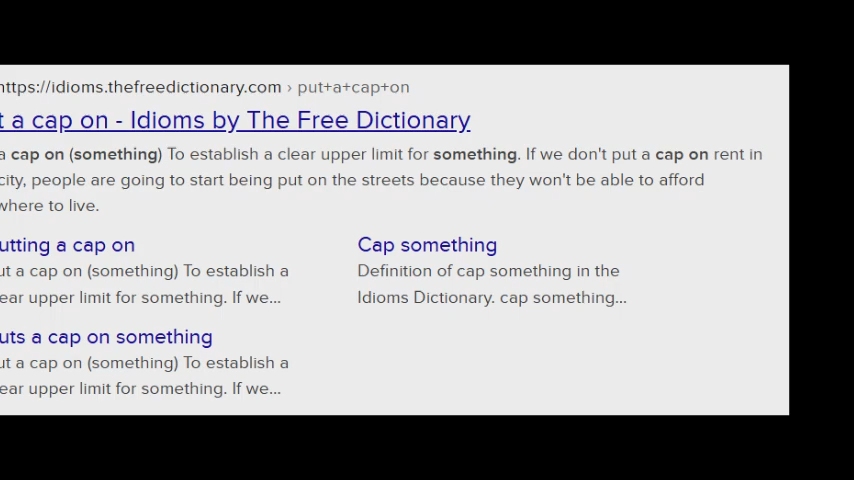 https://idioms.thefreedictionary.com › put+a+cap+on
t a cap on - Idioms by The Free Dictionary
a cap on (something) To establish a clear upper limit for something. If we don't put a cap on rent in
city, people are going to start being put on the streets because they won't be able to afford
where to live.
utting a cap on
ut a cap on (something) To establish a
ear upper limit for something. If we...
Cap something
Definition of cap something in the
Idioms Dictionary. cap something...
uts a cap on something
ut a cap on (something) To establish a
ear upper limit for something. If we...